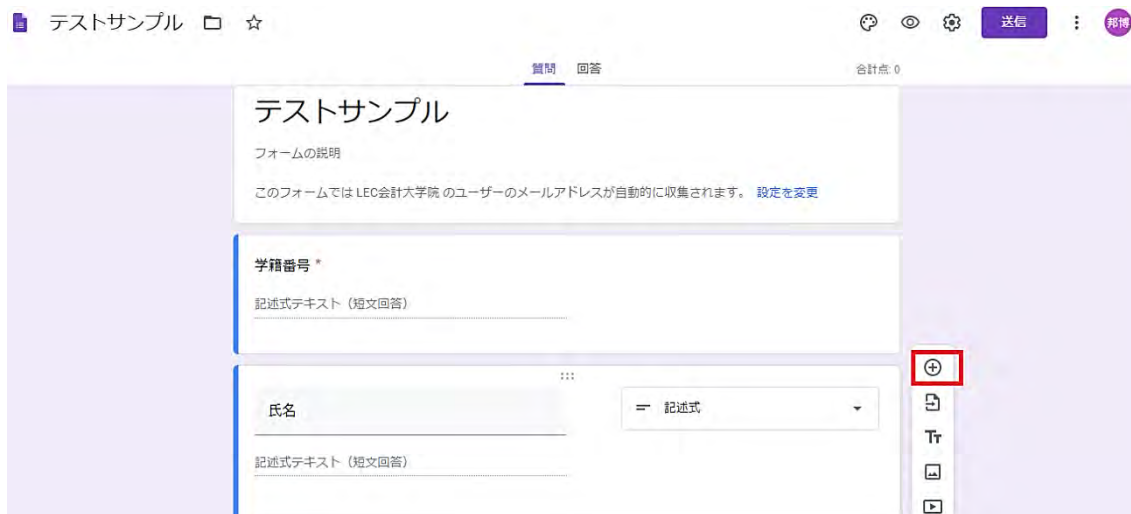 テストサンプル
送信
邦博
質問 回答
合計点: 0
テストサンプル
フォームの説明
このフォームでは LEC会計大学院 のユーザーのメールアドレスが自動的に収集されます。 設定を変更
学籍番号 *
記述式テキスト（短文回答）
氏名
記述式
記述式テキスト（短文回答）
Tт